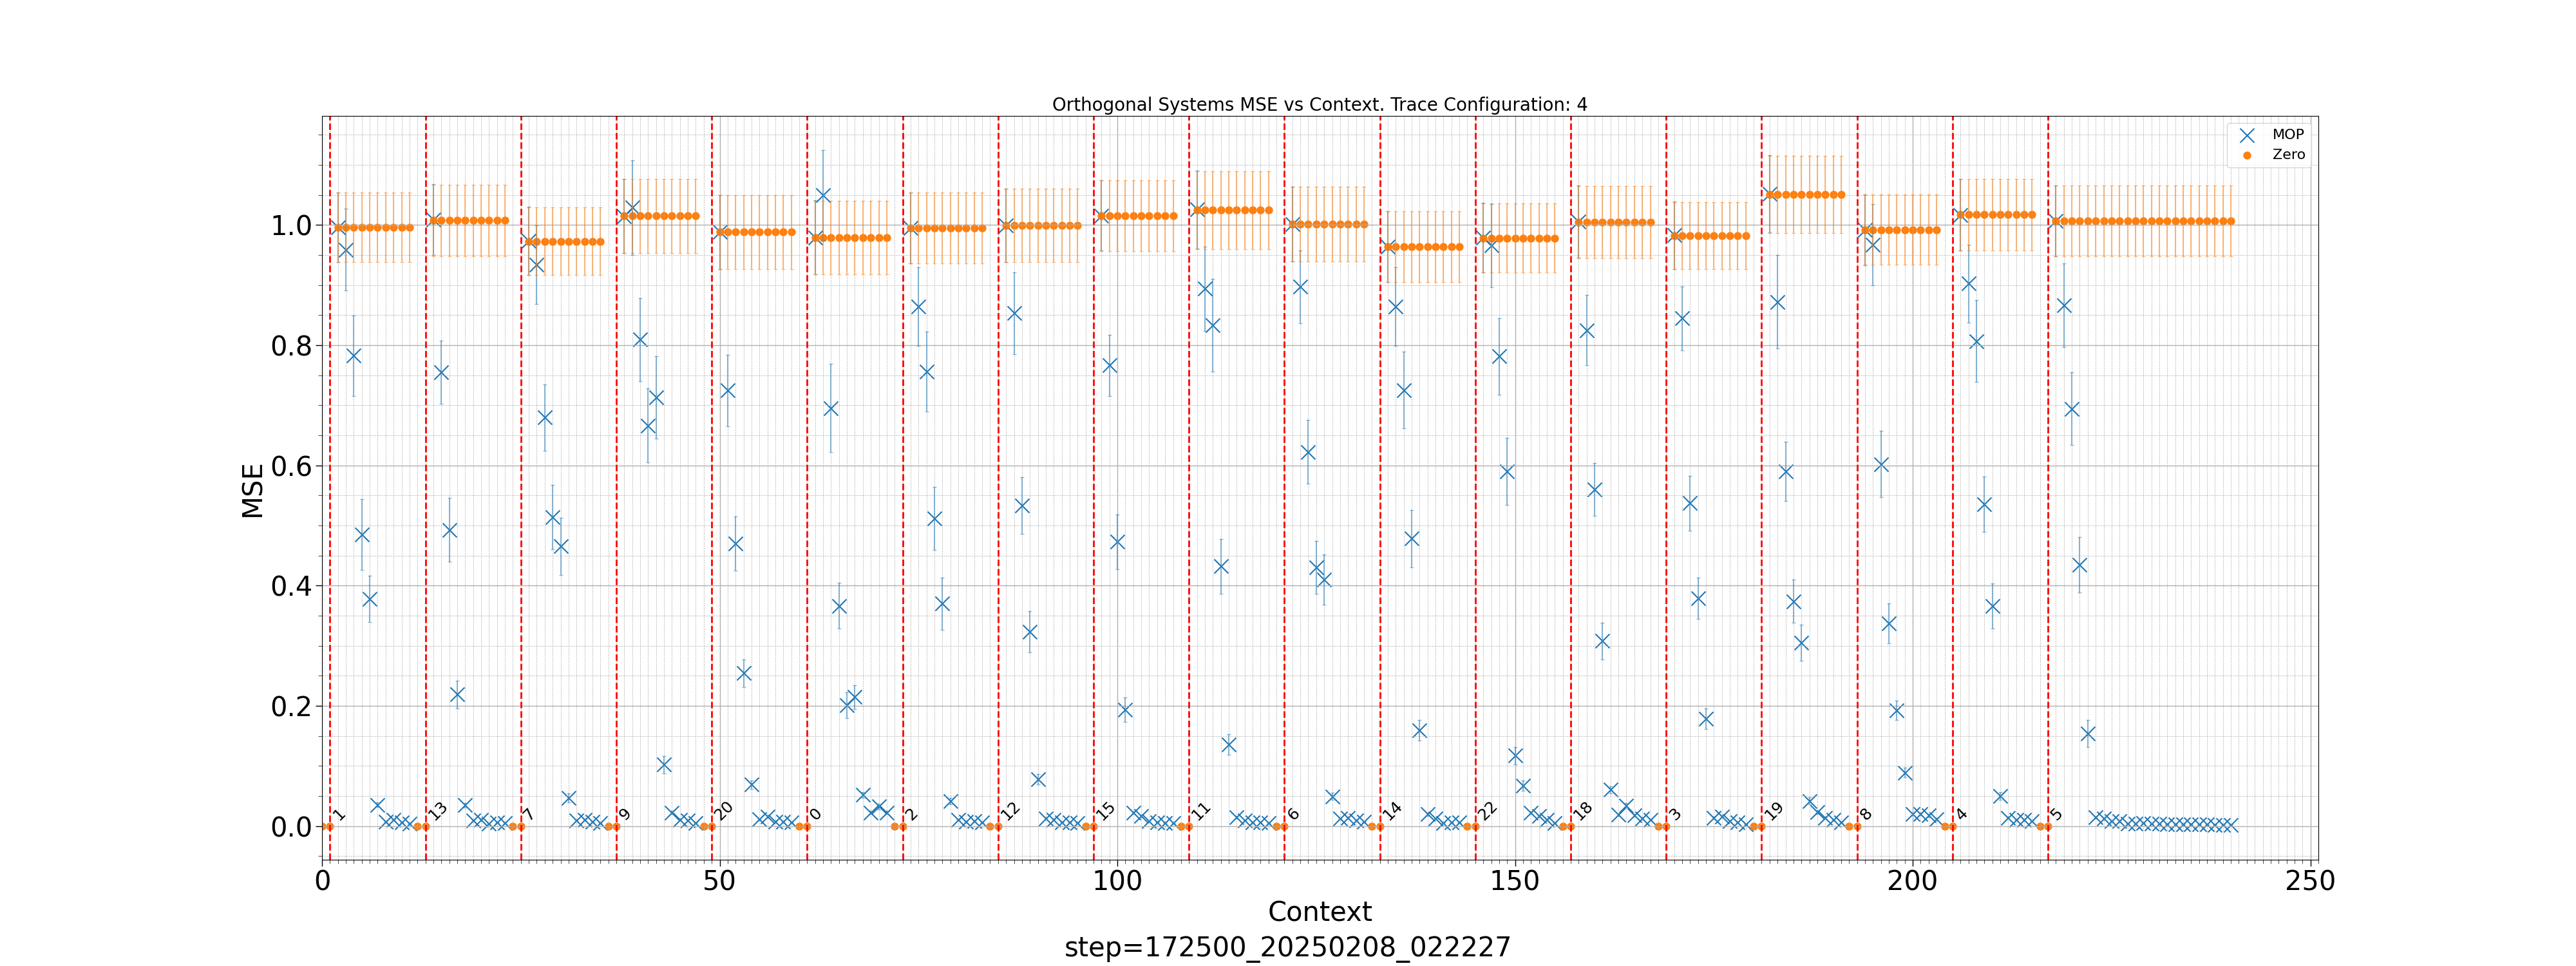 Orthogonal Systems MSE vs Context. Trace Configuration: 4
MOP
Zero
MSE
1.0
0.8
0.6
0.4
0.2
0.0
1 13 7 9 20 0 2 12 15 11 6 14 22 18 3 19 8 4 5
0 50 100 150 200 250
Context
step=172500_20250208_022227